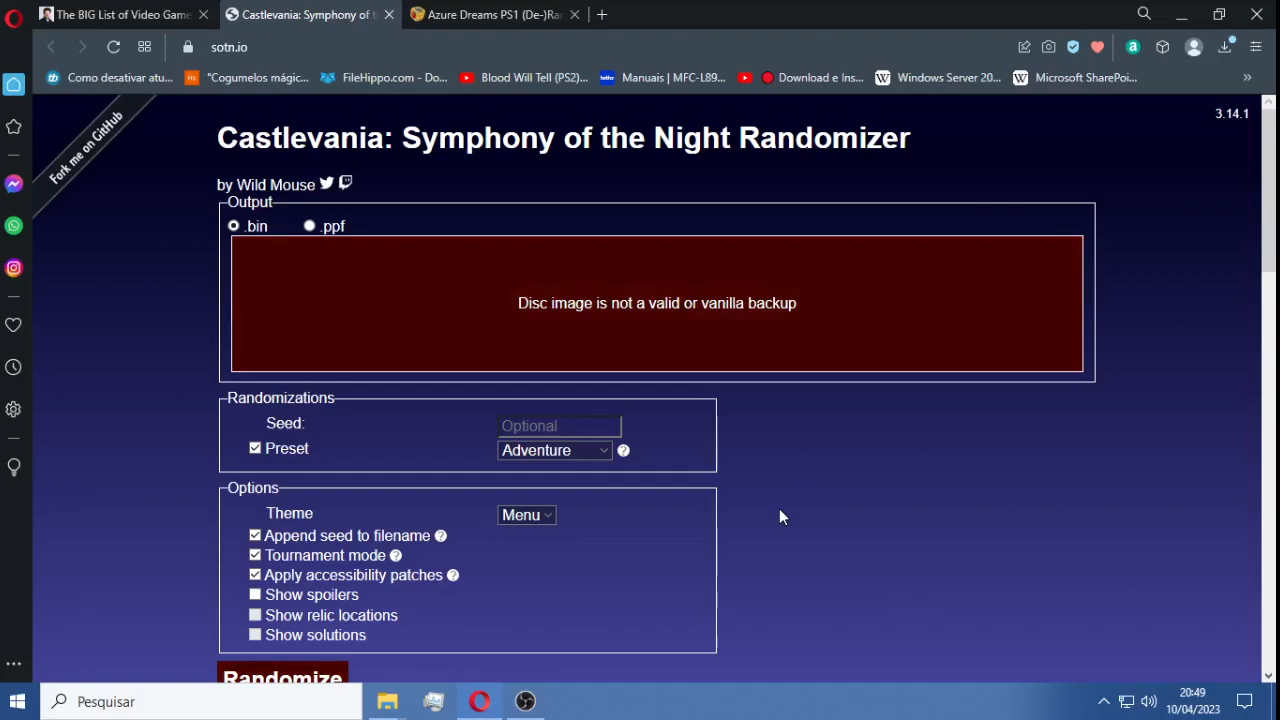 The BIG List of Video Game
Castlevania: Symphony of the
Azure Dreams PS1 (De-)Ra
sotn.io
Como desativar atu...
Hs
"Cogumelos mágic...
FileHippo.com - Do...
Blood Will Tell (PS2)...
Manuais | MFC-L89...
Download e Ins...
W
Windows Server 20...
W
Microsoft SharePoi...
Fork me on GitHub
3.14.1
Castlevania: Symphony of the Night Randomizer
by Wild Mouse
Output
.bin
.ppf
Disc image is not a valid or vanilla backup
Randomizations
Seed:
Optional
Preset
Adventure
?
Options
Theme
Menu
Append seed to filename ?
Tournament mode ?
Apply accessibility patches ?
Show spoilers
Show relic locations
Show solutions
Randomize
Pesquisar
20:49
10/04/2023